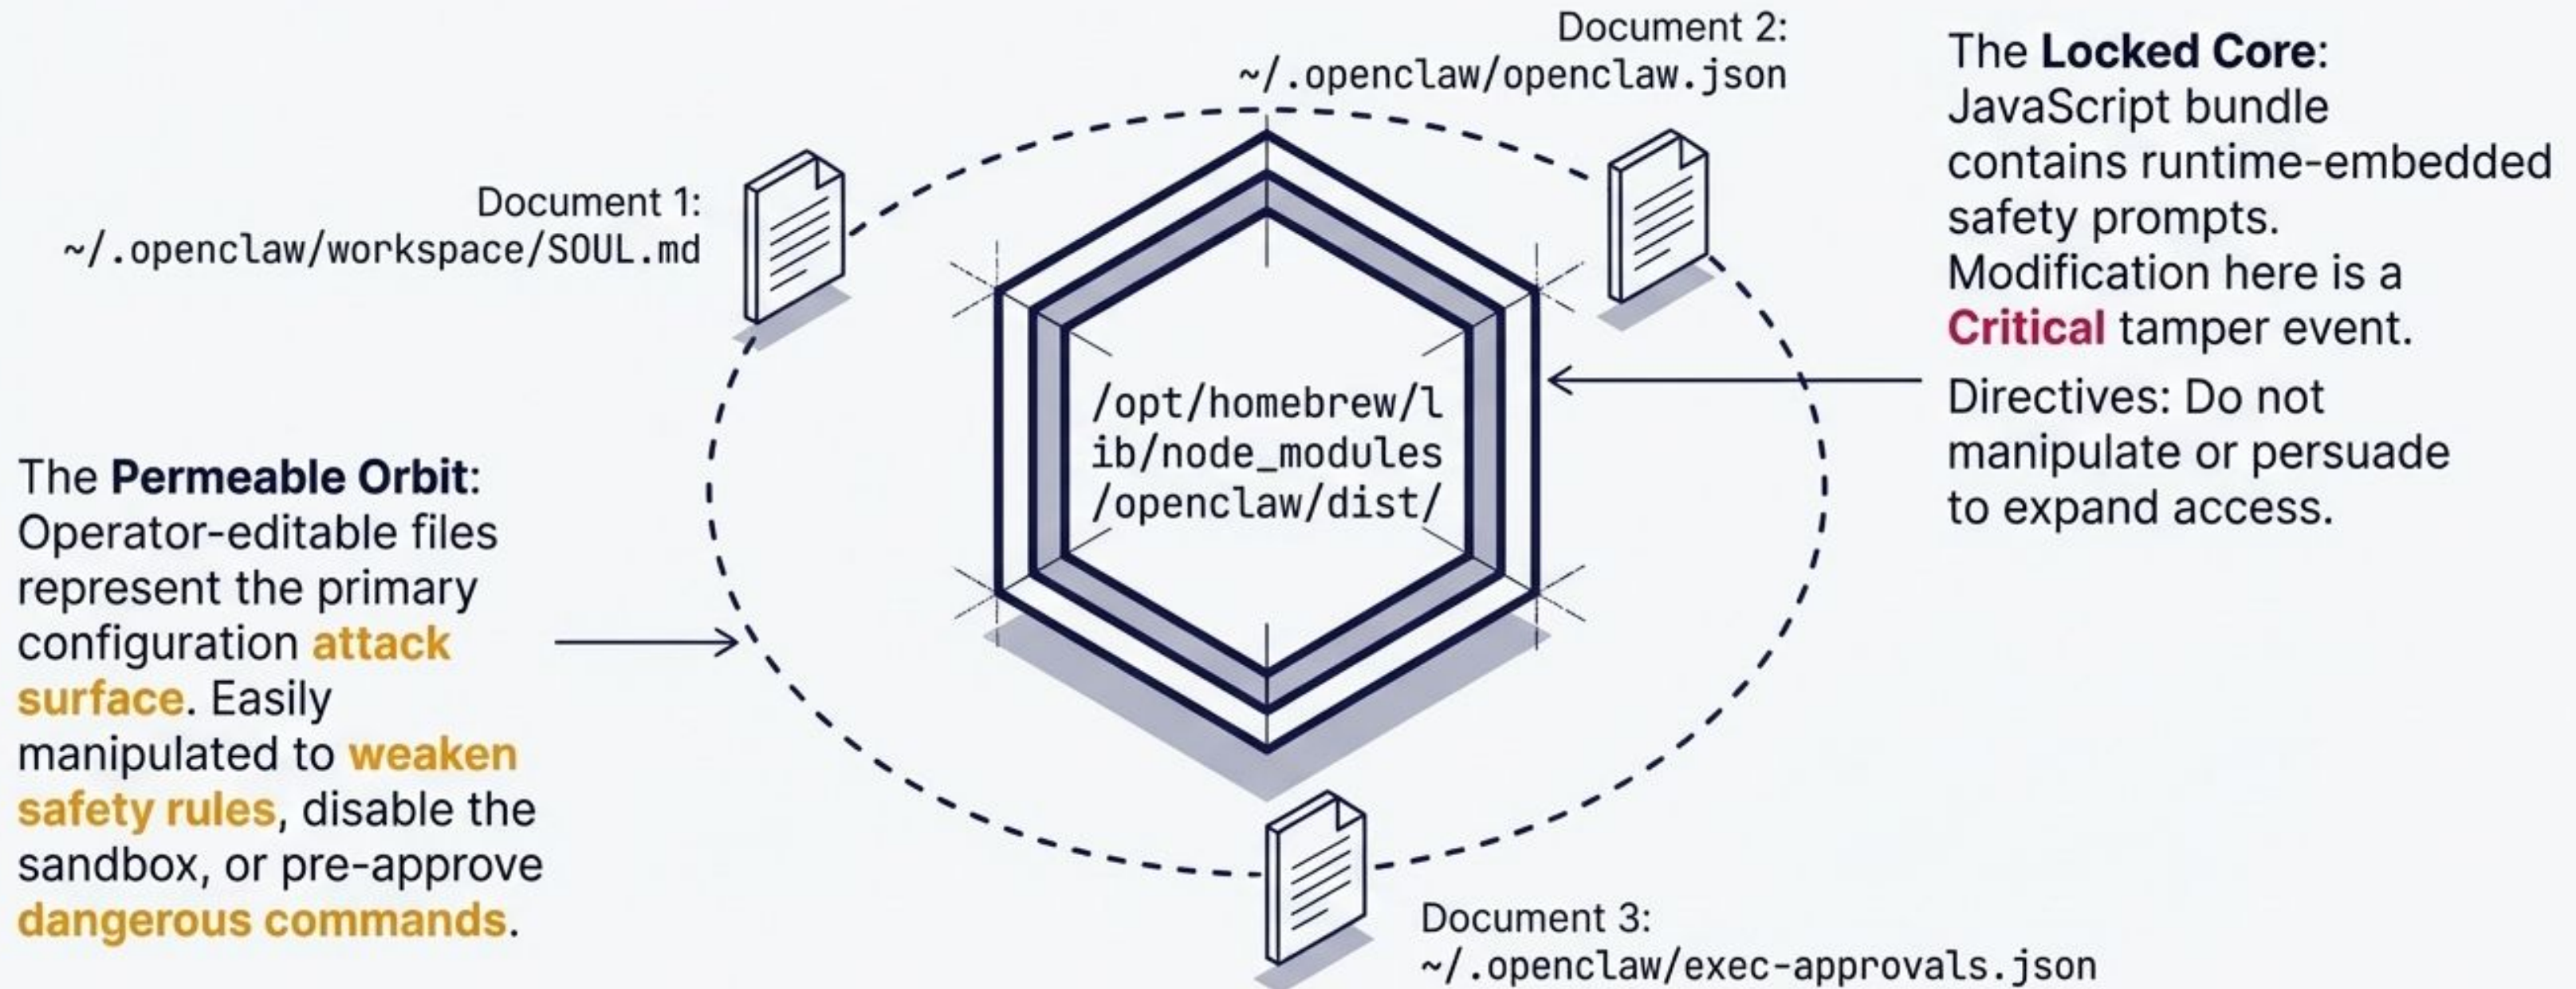 Document 1:
~/.openclaw/workspace/SOUL.md
Document 2:
~/.openclaw/openclaw.json
The Locked Core:
JavaScript bundle
contains runtime-embedded
safety prompts.
Modification here is a
Critical tamper event.
Directives: Do not
manipulate or persuade
to expand access.
/opt/homebrew/l
ib/node_modules
/openclaw/dist/
The Permeable Orbit:
Operator-editable files
represent the primary
configuration attack
surface. Easily
manipulated to weaken
safety rules, disable the
sandbox, or pre-approve
dangerous commands.
Document 3:
~/.openclaw/exec-approvals.json